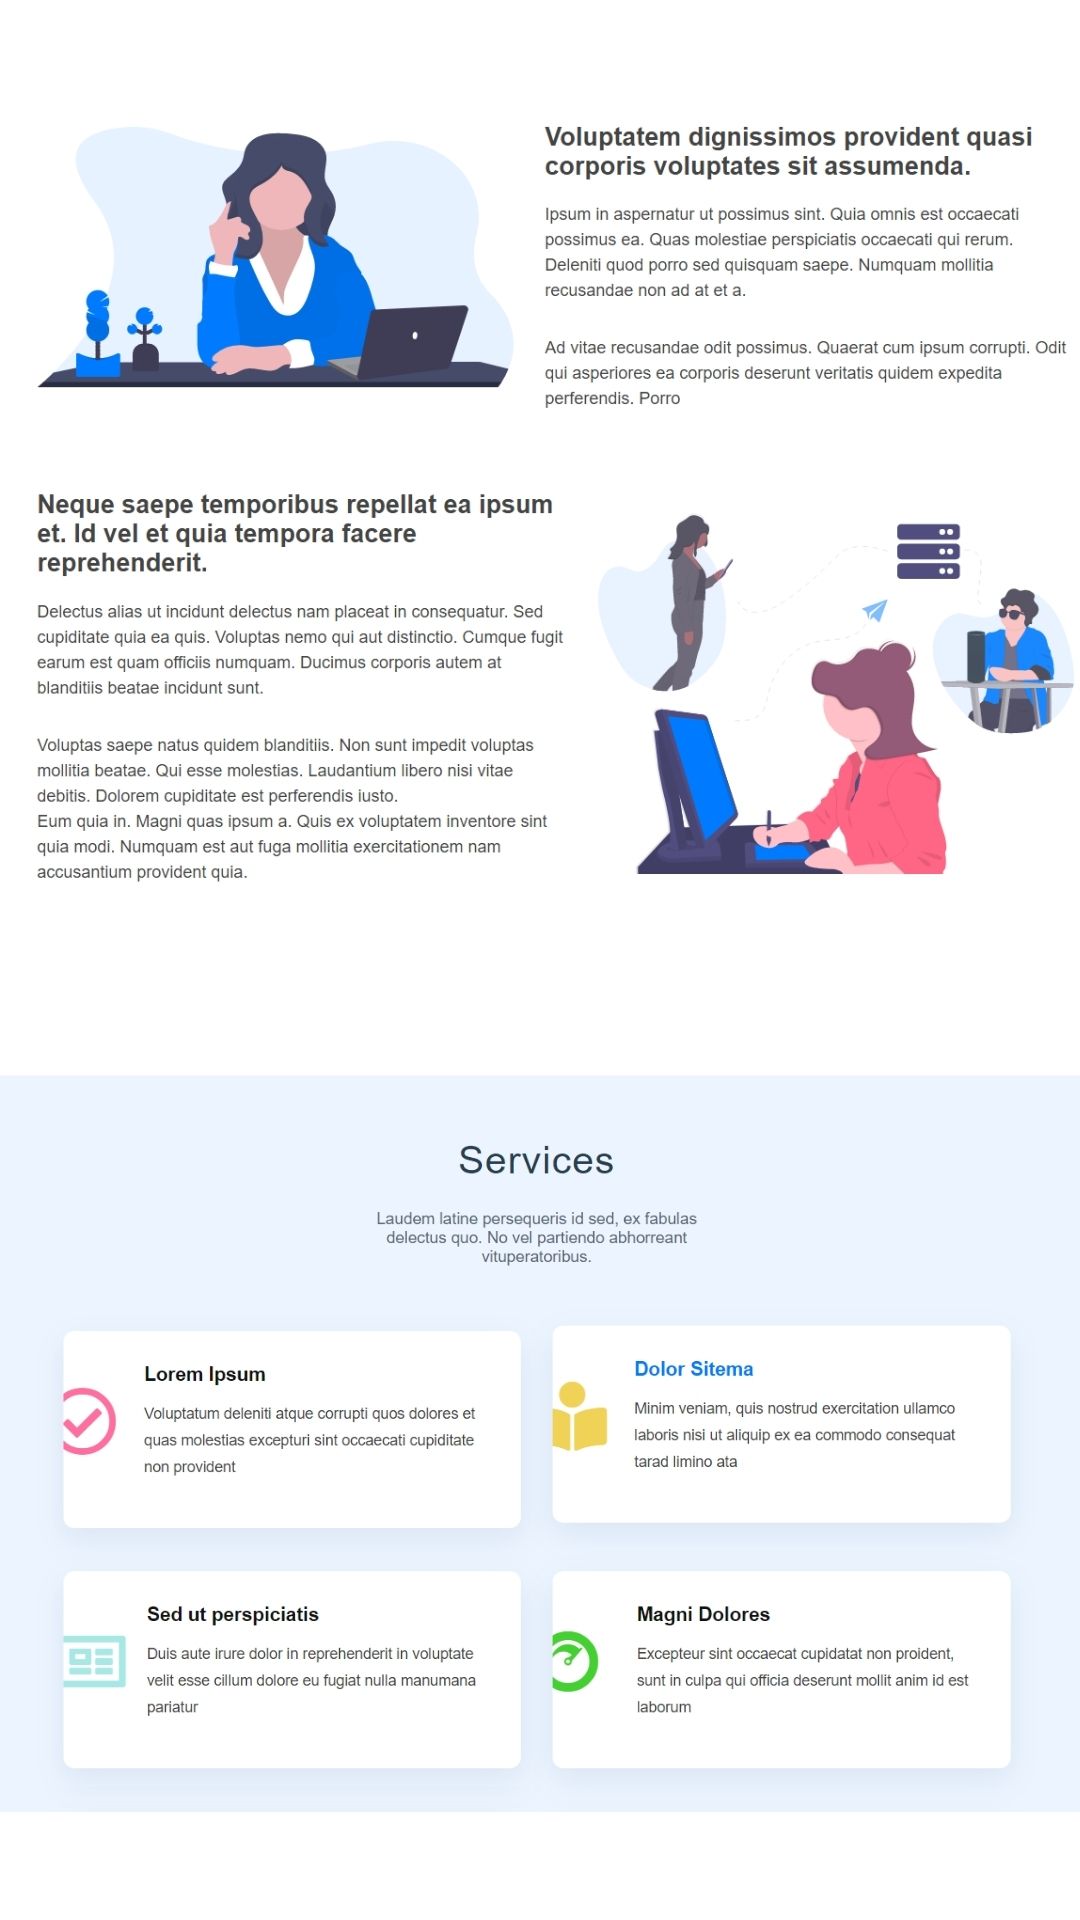 Voluptatem dignissimos provident quasi
corporis voluptates sit assumenda.
Ipsum in aspernatur ut possimus sint. Quia omnis est occaecati
possimus ea. Quas molestiae perspiciatis occaecati qui rerum.
Deleniti quod porro sed quisquam saepe. Numquam mollitia
recusandae non ad at et a.
Ad vitae recusandae odit possimus. Quaerat cum ipsum corrupti. Odit
qui asperiores ea corporis deserunt veritatis quidem expedita
perferendis. Porro
Neque saepe temporibus repellat ea ipsum
et. Id vel et quia tempora facere
reprehenderit.
Delectus alias ut incidunt delectus nam placeat in consequatur. Sed
cupiditate quia ea quis. Voluptas nemo qui aut distinctio. Cumque fugit
earum est quam officiis numquam. Ducimus corporis autem at
blanditiis beatae incidunt sunt.
Voluptas saepe natus quidem blanditiis. Non sunt impedit voluptas
mollitia beatae. Qui esse molestias. Laudantium libero nisi vitae
debitis. Dolorem cupiditate est perferendis iusto.
Eum quia in. Magni quas ipsum a. Quis ex voluptatem inventore sint
quia modi. Numquam est aut fuga mollitia exercitationem nam
accusantium provident quia.
Services
Laudem latine persequeris id sed, ex fabulas
delectus quo. No vel partiendo abhorreant
vituperatoribus.
Lorem Ipsum
Voluptatum deleniti atque corrupti quos dolores et
quas molestias excepturi sint occaecati cupiditate
non provident
Dolor Sitema
Minim veniam, quis nostrud exercitation ullamco
laboris nisi ut aliquip ex ea commodo consequat
tarad limino ata
Sed ut perspiciatis
Duis aute irure dolor in reprehenderit in voluptate
velit esse cillum dolore eu fugiat nulla manumana
pariatur
Magni Dolores
Excepteur sint occaecat cupidatat non proident,
sunt in culpa qui officia deserunt mollit anim id est
laborum